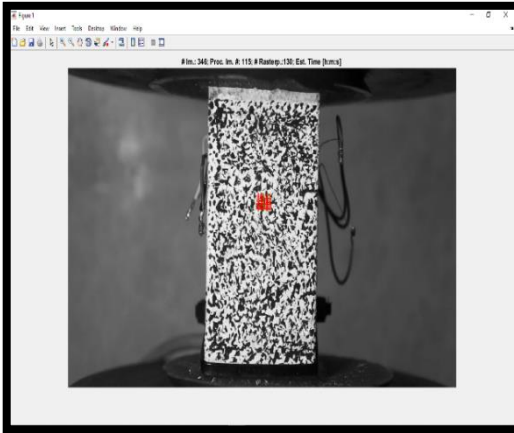 Figure 1
File Edit View Insert Tools Desktop Window Help
# Im.: 346; Proc. Im. #: 115; # Rasterp.:130; Est. Time [h:m:s]